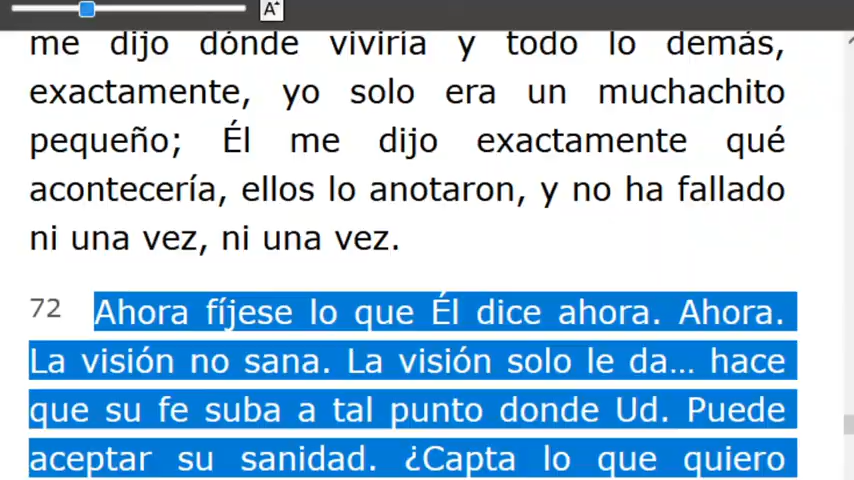 A
me dijo dónde viviría y todo lo demás,
exactamente, yo solo era un muchachito
pequeño; Él me dijo exactamente qué
acontecería, ellos lo anotaron, y no ha fallado
ni una vez, ni una vez.
72 Ahora fíjese lo que Él dice ahora. Ahora.
La visión no sana. La visión solo le da... hace
que su fe suba a tal punto donde Ud. Puede
aceptar su sanidad. ¿Capta lo que quiero